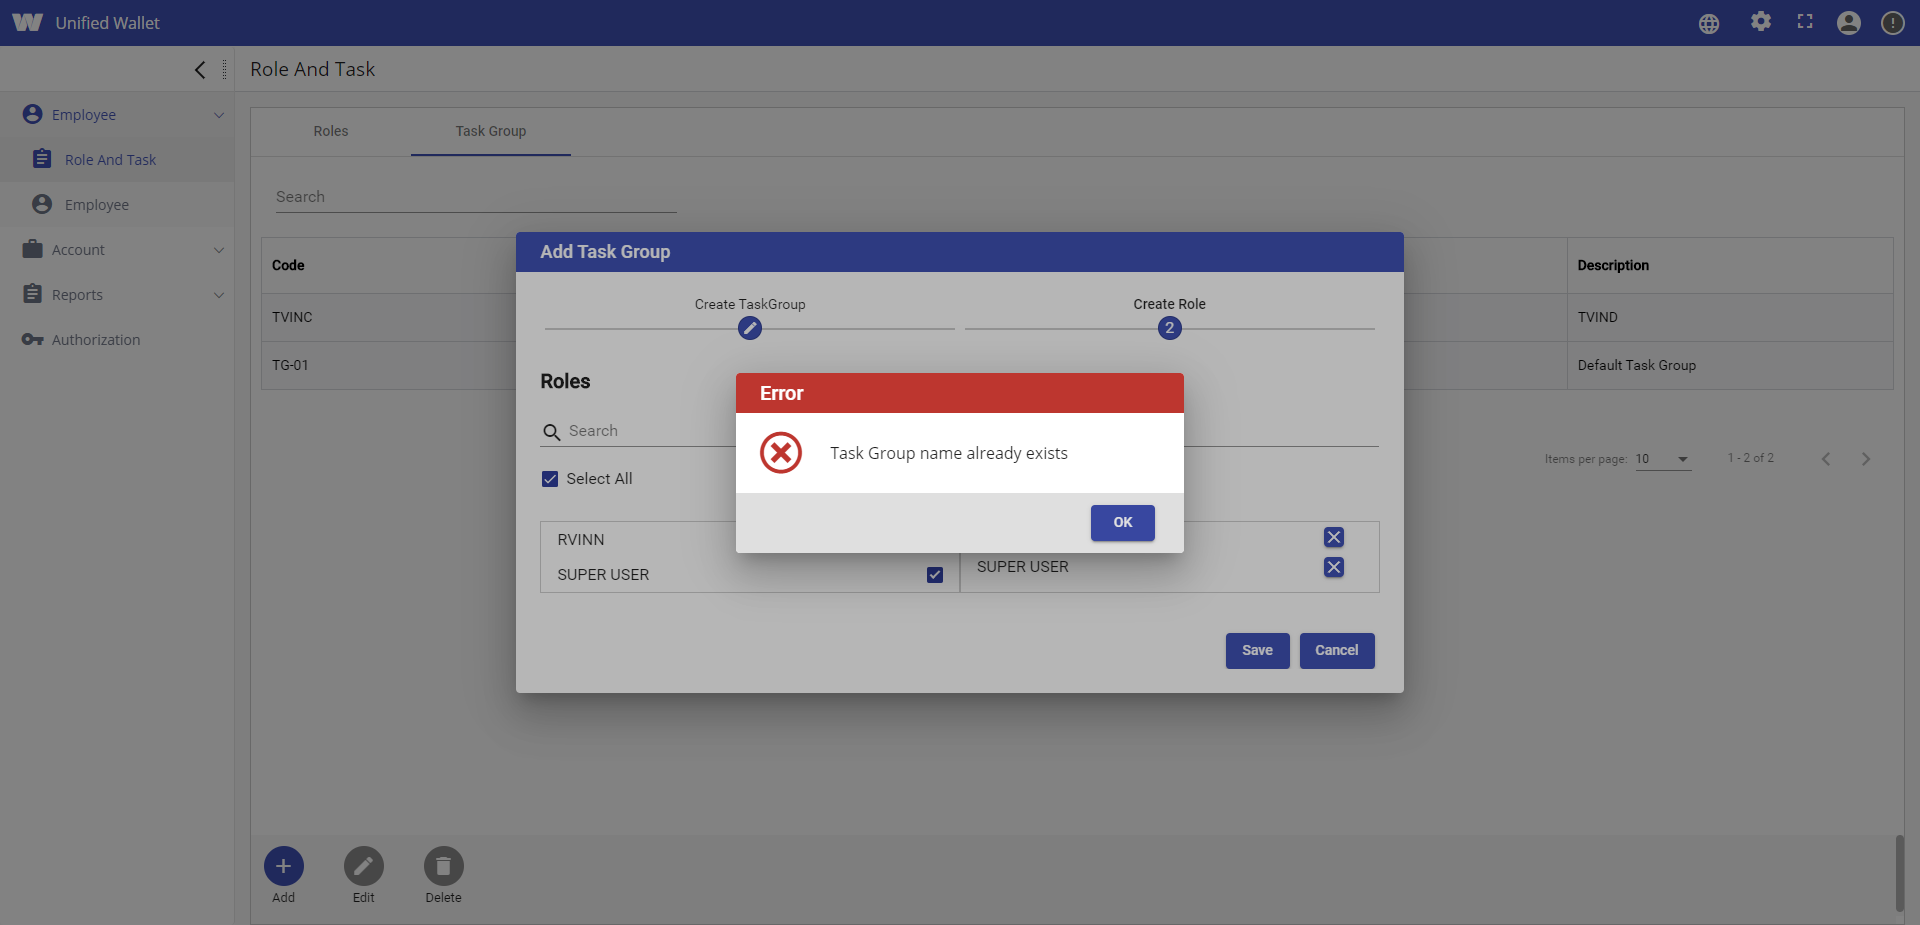 Unified Wallet
Role And Task
Employee
Role And Task
Employee
Account
Reports
Authorization
Roles
Task Group
Search
Code
Description
TVINC
TVIND
TG-01
Default Task Group
Items per page:
10
1 - 2 of 2
Add Task Group
Create TaskGroup
Create Role
2
Roles
Search
Select All
RVINN
SUPER USER
SUPER USER
Save
Cancel
Error
Task Group name already exists
OK
Add
Edit
Delete